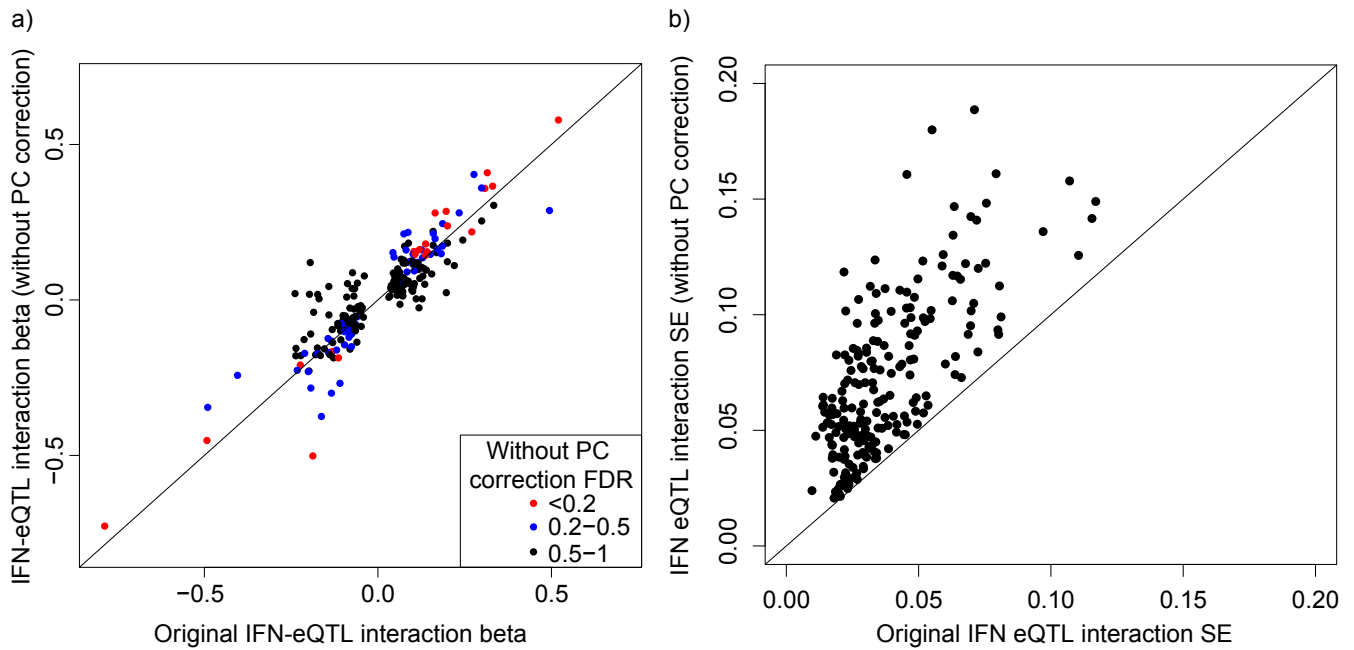 a)
IFN-eQTL interaction beta (without PC correction)
0.5
0.0
−0.5
−0.5
0.0
0.5
Original IFN-eQTL interaction beta
Without PC
correction FDR
<0.2
0.2−0.5
0.5−1
b)
IFN eQTL interaction SE (without PC correction)
0.20
0.15
0.10
0.05
0.00
0.00
0.05
0.10
0.15
0.20
Original IFN eQTL interaction SE